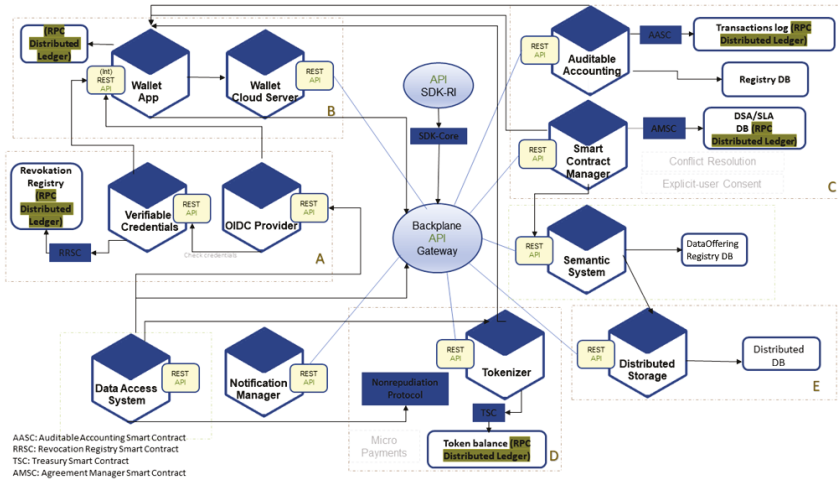 (RPC
Distributed
Ledger)
(Int)
REST
API
Wallet
App
Wallet
Cloud Server
REST
API
B
API
SDK-RI
SDK-Core
REST
API
Auditable
Accounting
AASC
Transactions log (RPC
Distributed Ledger)
Registry DB
REST
API
Smart
Contract
Manager
AMSC
DSA/SLA
DB (RPC
Distributed Ledger)
Conflict Resolution
Explicit-user Consent
C
Revokation
Registry
(RPC
Distributed
Ledger)
RRSC
Verifiable
Credentials
REST
API
Check credentials
OIDC Provider
REST
API
A
Backplane
API
Gateway
REST
API
Semantic
System
DataOffering
Registry DB
Data Access
System
REST
API
Notification
Manager
REST
API
Nonrepudiation
Protocol
REST
API
Tokenizer
TSC
Micro
Payments
Token balance (RPC
Distributed Ledger)
D
REST
API
Distributed
Storage
Distributed
DB
E
AASC: Auditable Accounting Smart Contract
RRSC: Revocation Registry Smart Contract
TSC: Treasury Smart Contract
AMSC: Agreement Manager Smart Contract